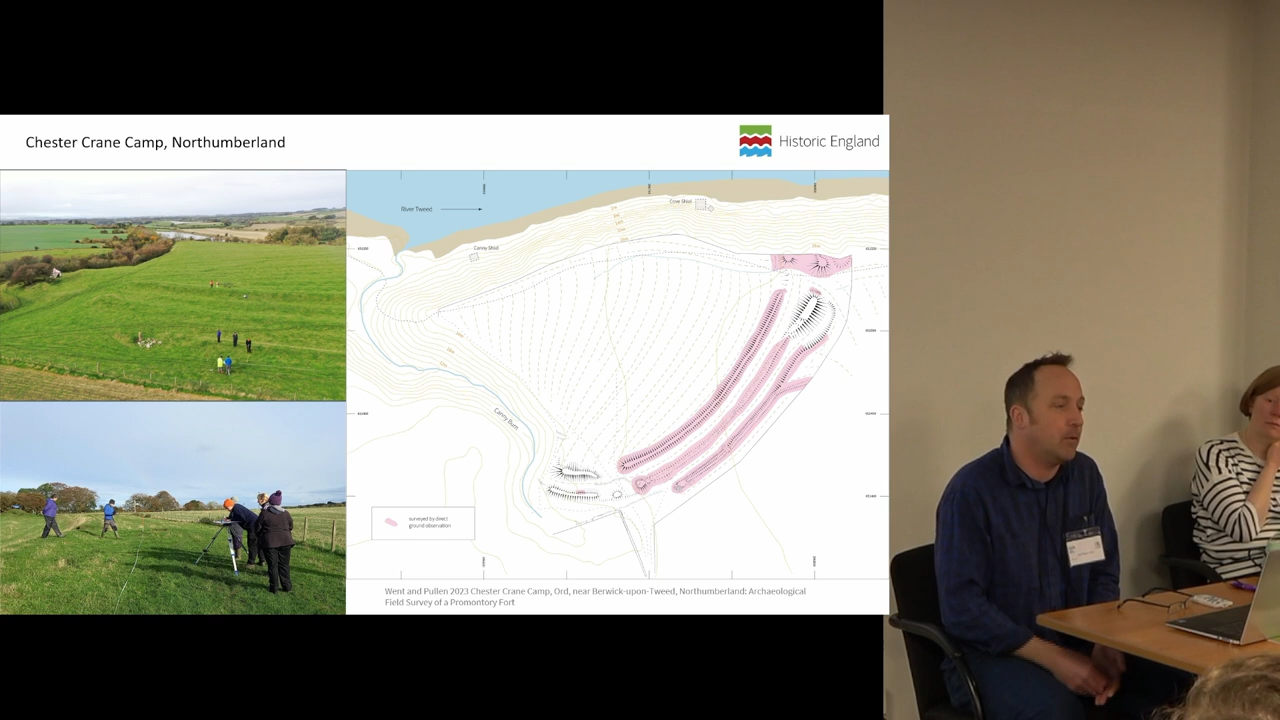 Chester Crane Camp, Northumberland
Historic England
River Tweed
Cove Shiel
Canny Shiel
Canny Burn
surveyed by direct
ground observation
Went and Pullen 2023 Chester Crane Camp, Ord, near Berwick-upon-Tweed, Northumberland: Archaeological
Field Survey of a Promontory Fort